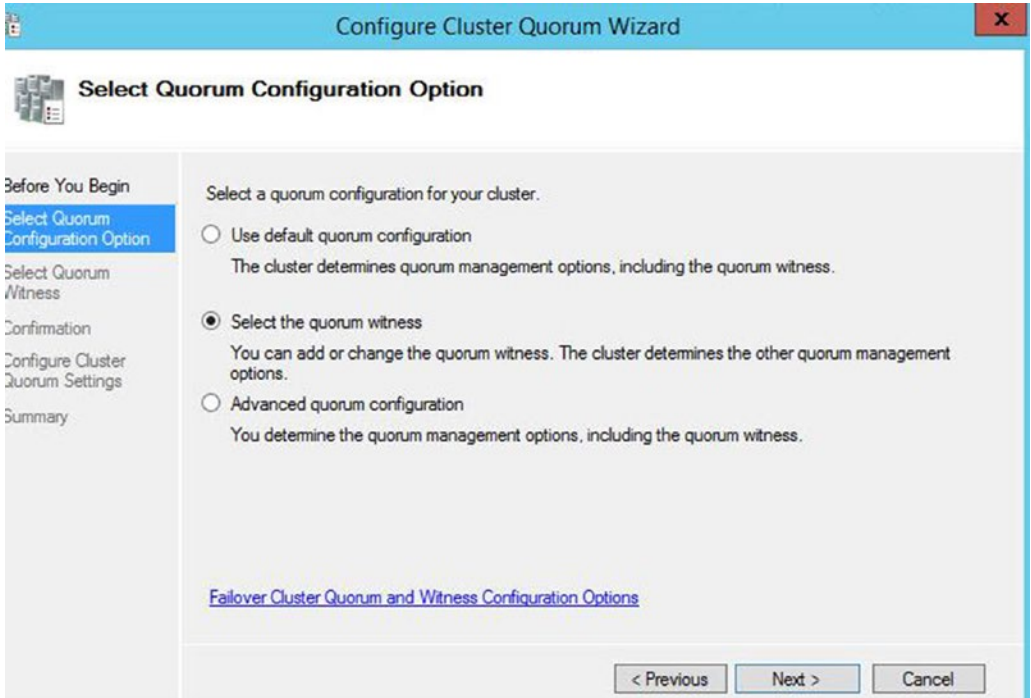 Configure Cluster Quorum Wizard
x
Select Quorum Configuration Option
Before You Begin
Select Quorum
Configuration Option
Select Quorum
Witness
Confirmation
Configure Cluster
Quorum Settings
Summary
Select a quorum configuration for your cluster.
Use default quorum configuration
The cluster determines quorum management options, including the quorum witness.
Select the quorum witness
You can add or change the quorum witness. The cluster determines the other quorum management
options.
Advanced quorum configuration
You determine the quorum management options, including the quorum witness.
Failover Cluster Quorum and Witness Configuration Options
< Previous
Next >
Cancel